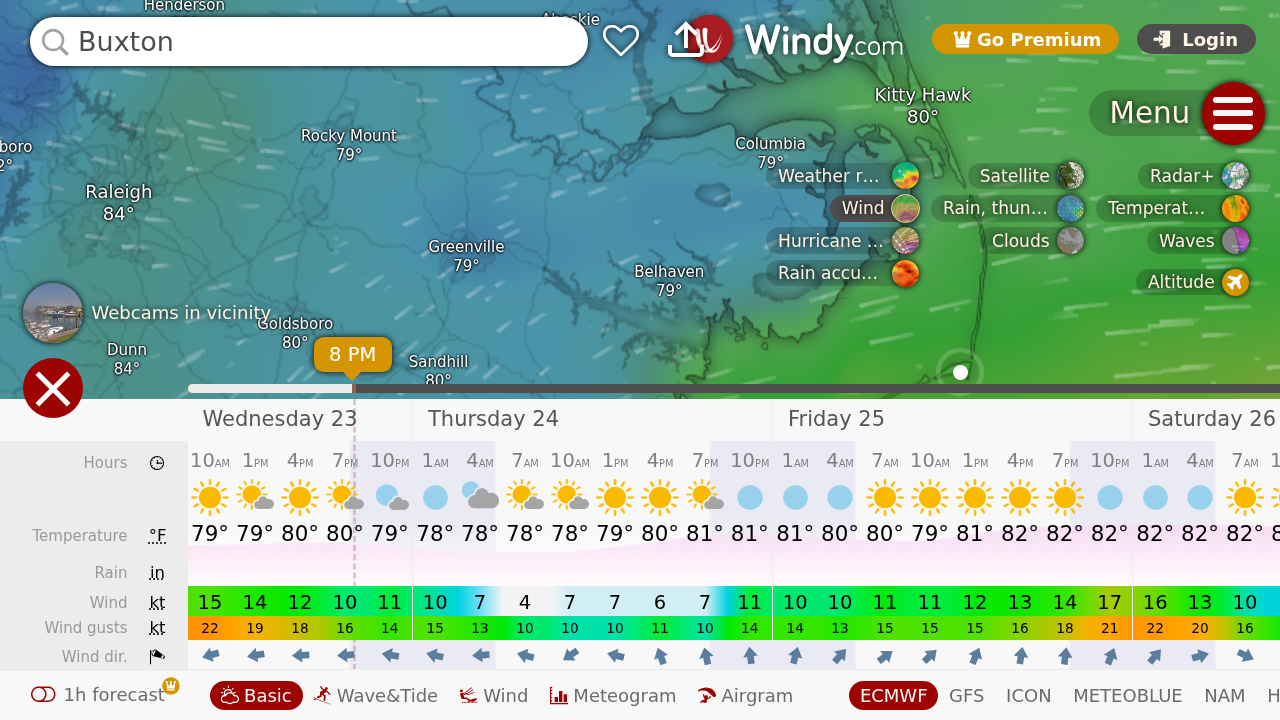 Henderson
Buxton
Ahoskie
Windy.com
Go Premium
Login
Kitty Hawk
80°
Menu
Rocky Mount
79°
Columbia
79°
boro
2°
Raleigh
84°
Weather r...
Satellite
Radar+
Wind
Rain, thun...
Temperat...
Greenville
79°
Hurricane ...
Clouds
Waves
Belhaven
79°
Rain accu...
Altitude
Webcams in vicinity
Goldsboro
80°
Dunn
84°
8 PM
Sandhill
80°
Wednesday 23 Thursday 24 Friday 25 Saturday 26
Hours 10AM 1PM 4PM 7PM 10PM 1AM 4AM 7AM 10AM 1PM 4PM 7PM 10PM 1AM 4AM 7AM 10AM 1PM 4PM 7PM 10PM 1AM 4AM 7AM 1
Temperature °F 79° 79° 80° 80° 79° 78° 78° 78° 78° 79° 80° 81° 81° 81° 80° 80° 79° 81° 82° 82° 82° 82° 82° 82° 8
Rain in
Wind kt 15 14 12 10 11 10 7 4 7 7 6 7 11 10 10 11 11 12 13 14 17 16 13 10
Wind gusts kt 22 19 18 16 14 15 13 10 10 10 11 10 14 14 13 15 15 15 16 18 21 22 20 16
Wind dir.
1h forecast Basic Wave&Tide Wind Meteogram Airgram ECMWF GFS ICON METEOBLUE NAM H